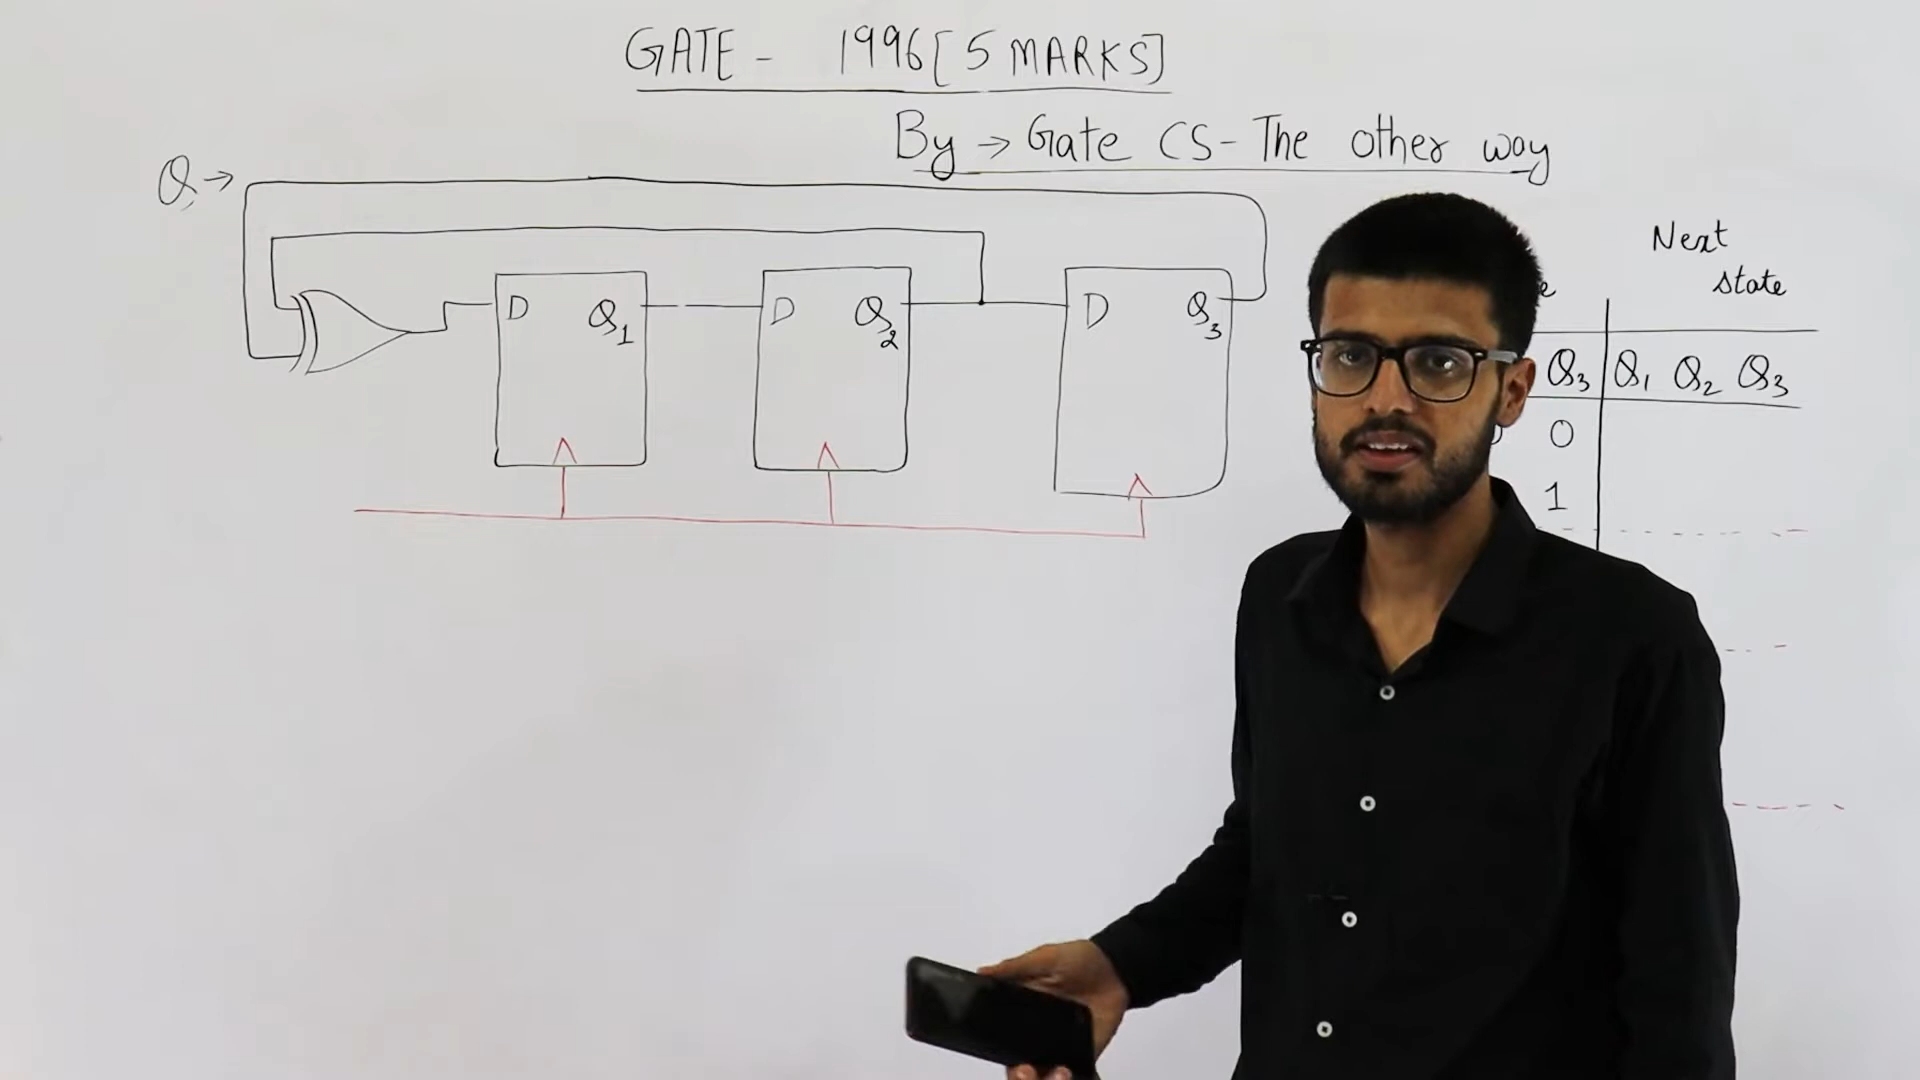 GATE - 1996 [5 MARKS]
By → Gate CS - The other way
Q →
Next
state
D Q1 D Q2 D Q3
Q3 Q1 Q2 Q3
0
1